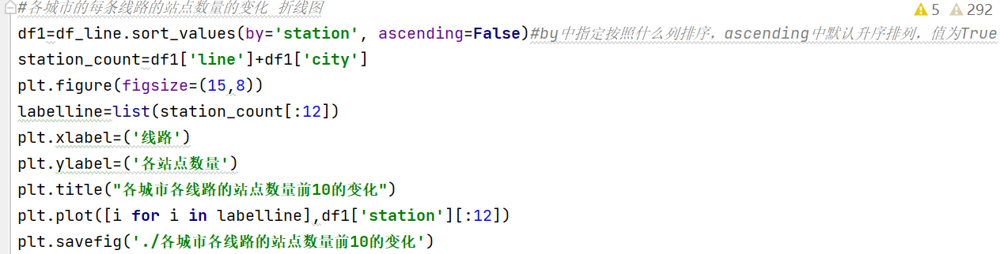 #各城市的每条线路的站点数量的变化 折线图
5 292
df1=df_line.sort_values(by='station', ascending=False)#by中指定按照什么列排序，ascending中默认升序排列，值为True
station_count=df1['line']+df1['city']
plt.figure(figsize=(15,8))
labelline=list(station_count[:12])
plt.xlabel=('线路')
plt.ylabel=('各站点数量')
plt.title("各城市各线路的站点数量前10的变化")
plt.plot([i for i in labelline],df1['station'][:12])
plt.savefig('./各城市各线路的站点数量前10的变化')